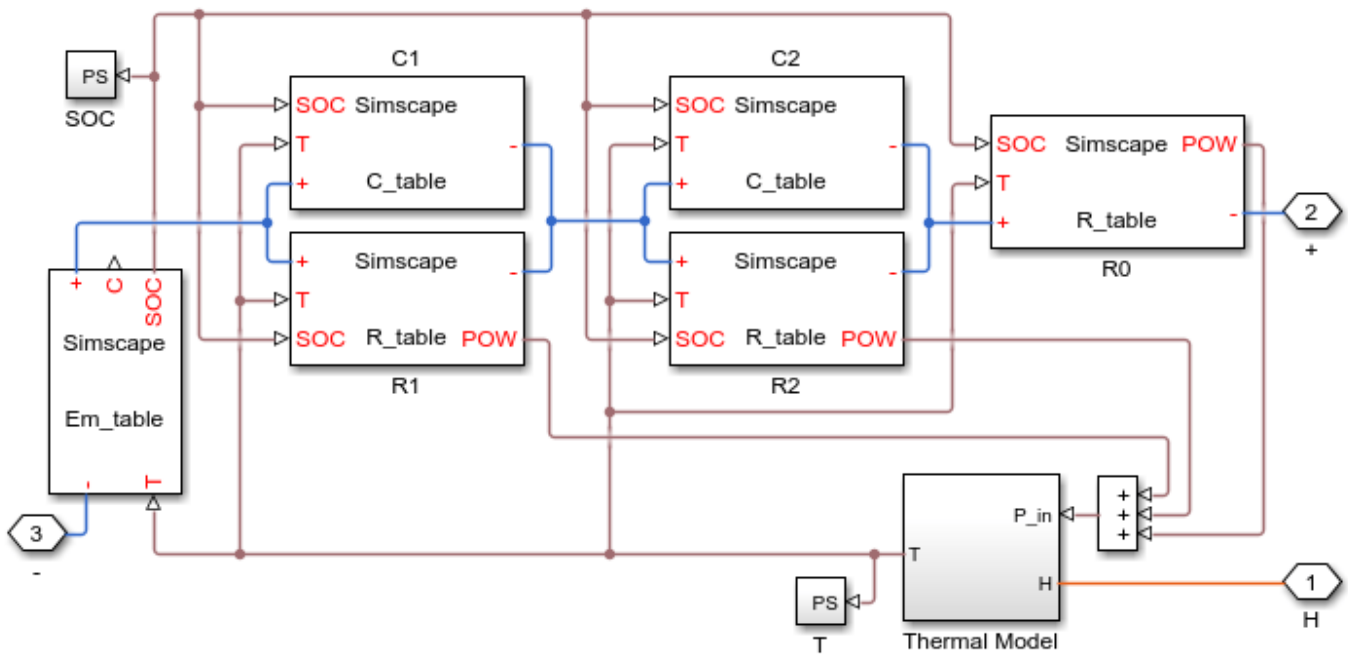 C1
C2
PS
SOC
SOC Simscape
T
-
+
C_table
SOC Simscape
T
-
+
C_table
SOC Simscape POW
T
+
R_table
-
R0
2
+
+ Simscape
-
T
SOC R_table POW
R1
+ Simscape
-
T
SOC R_table POW
R2
+
C
SOC
Simscape
Em_table
-
T
3
-
P_in
T
H
Thermal Model
+
+
+
1
H
PS
T